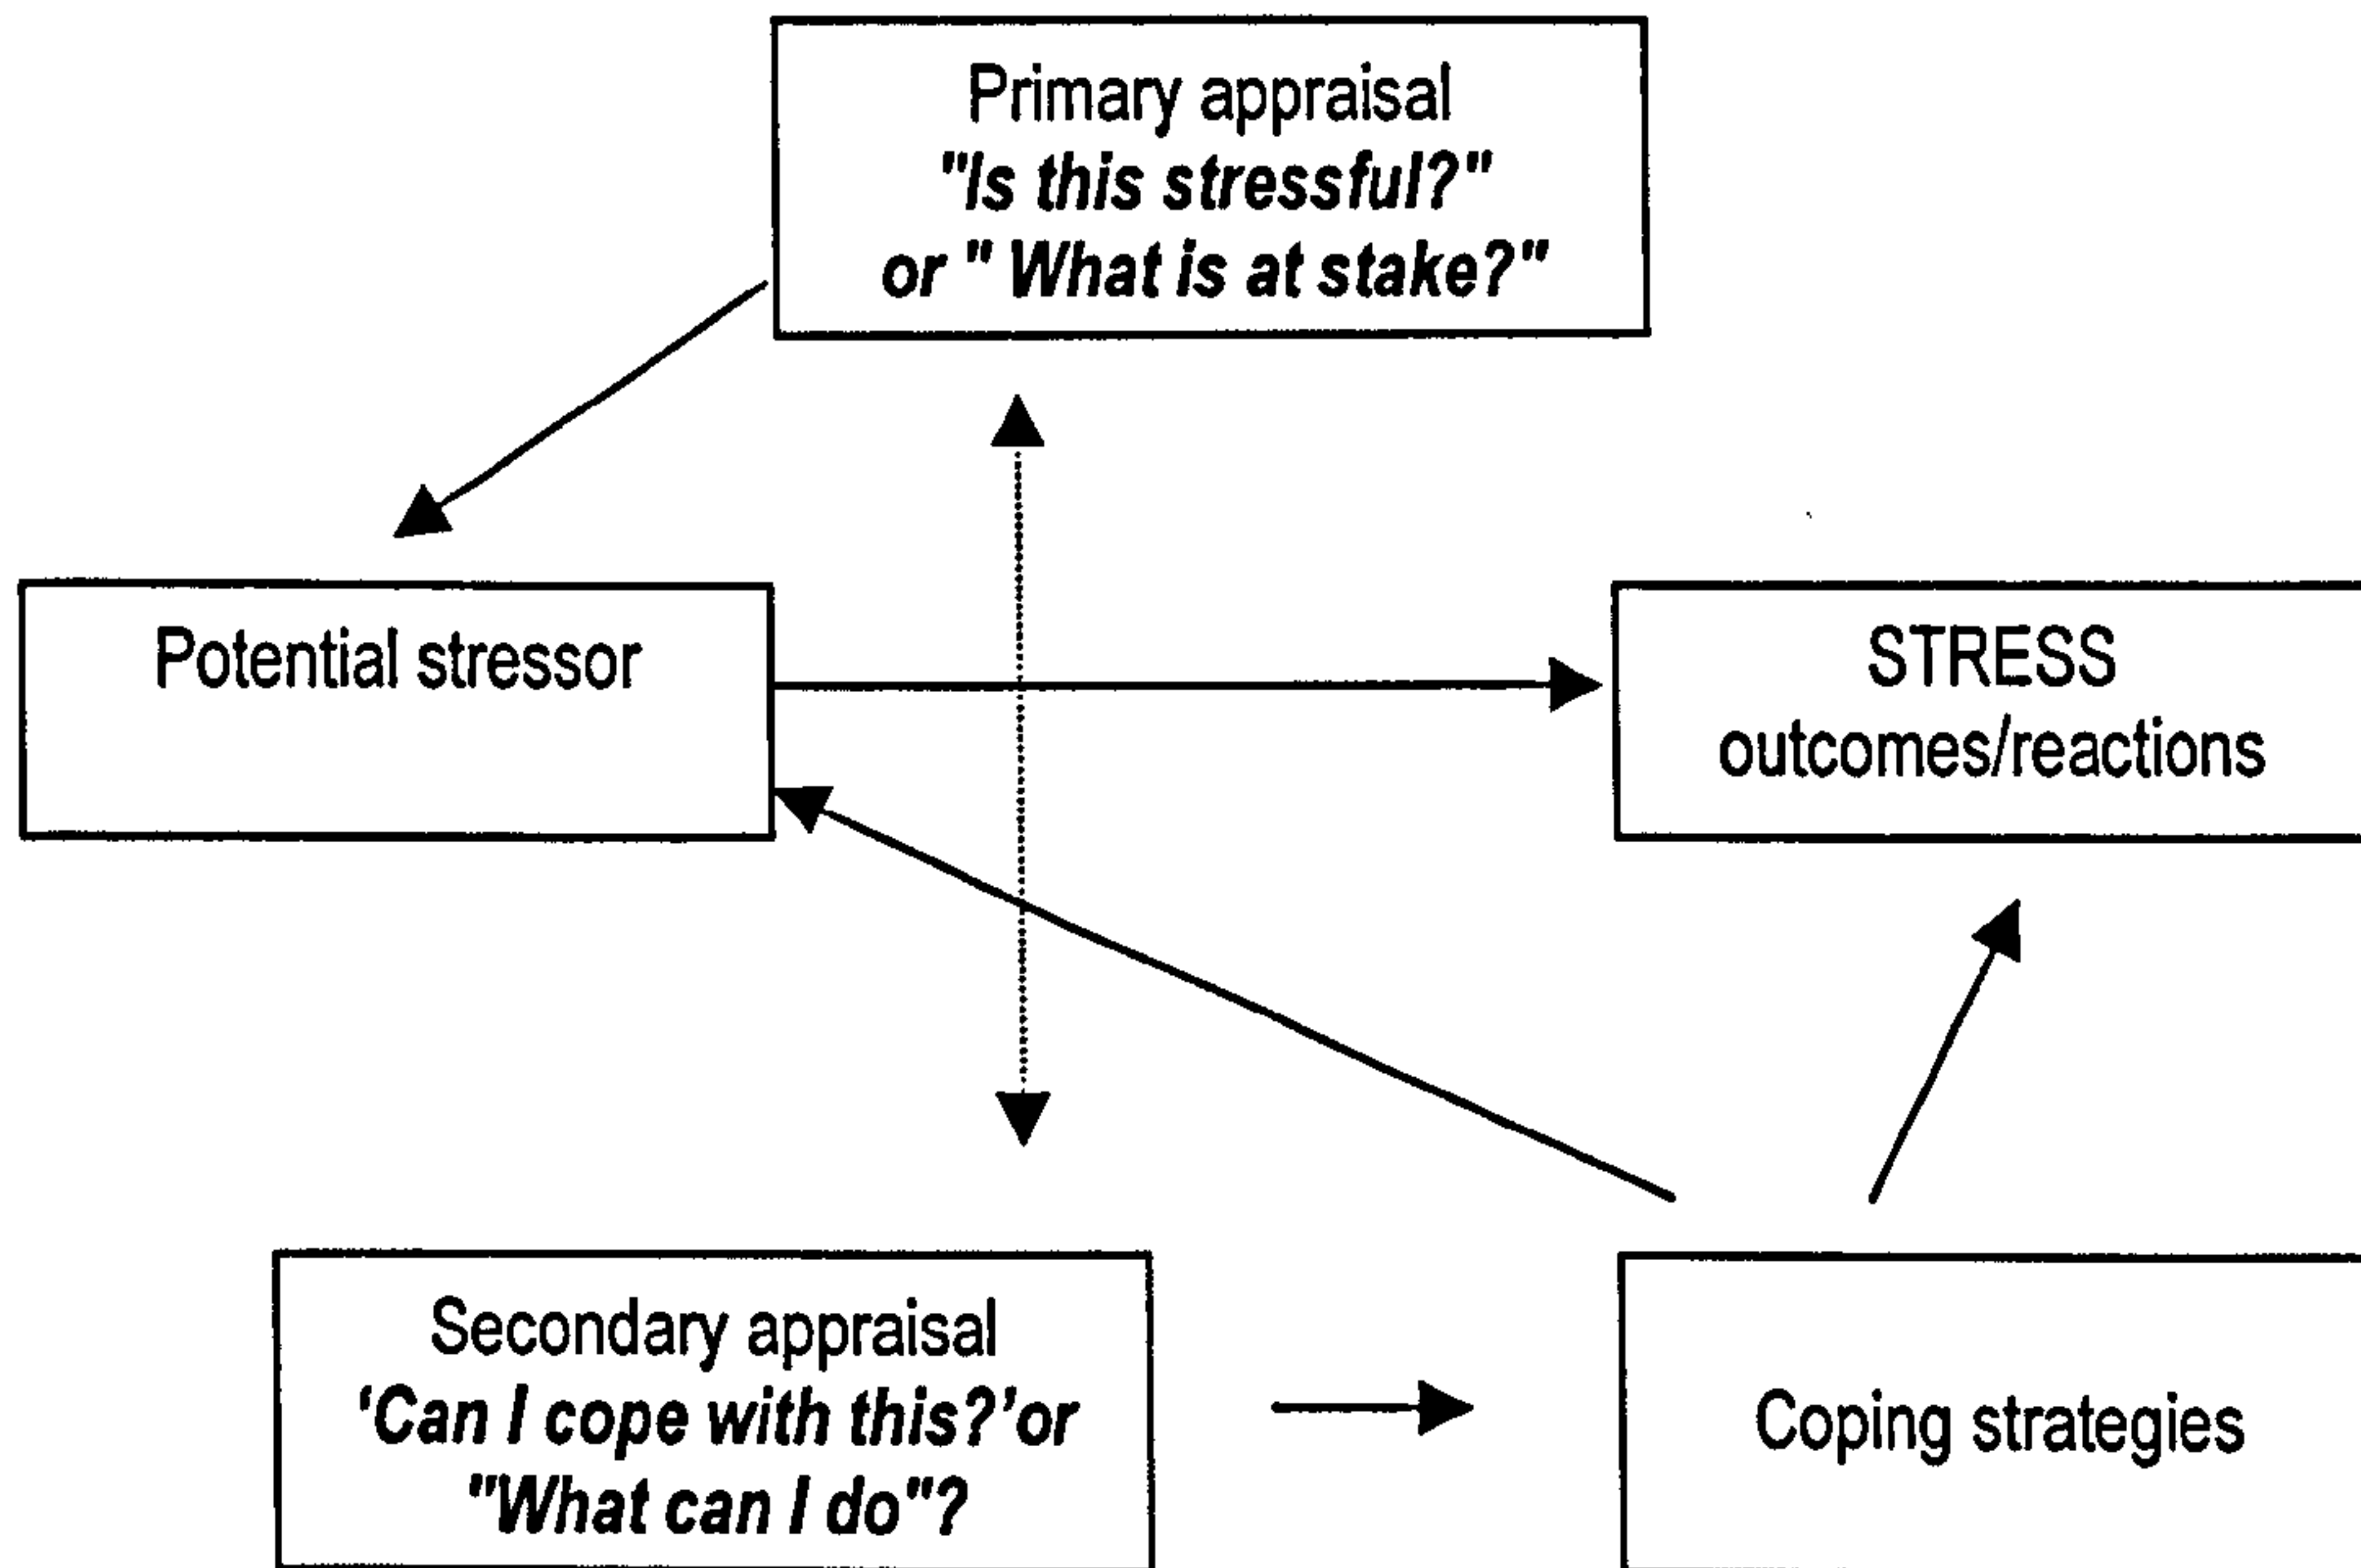 Primary appraisal
"Is this stressful?"
or " What is at stake?"
Potential stressor
STRESS
outcomes/reactions
Secondary appraisal
‘Can I cope with this?’or
"What can I do"?
Coping strategies